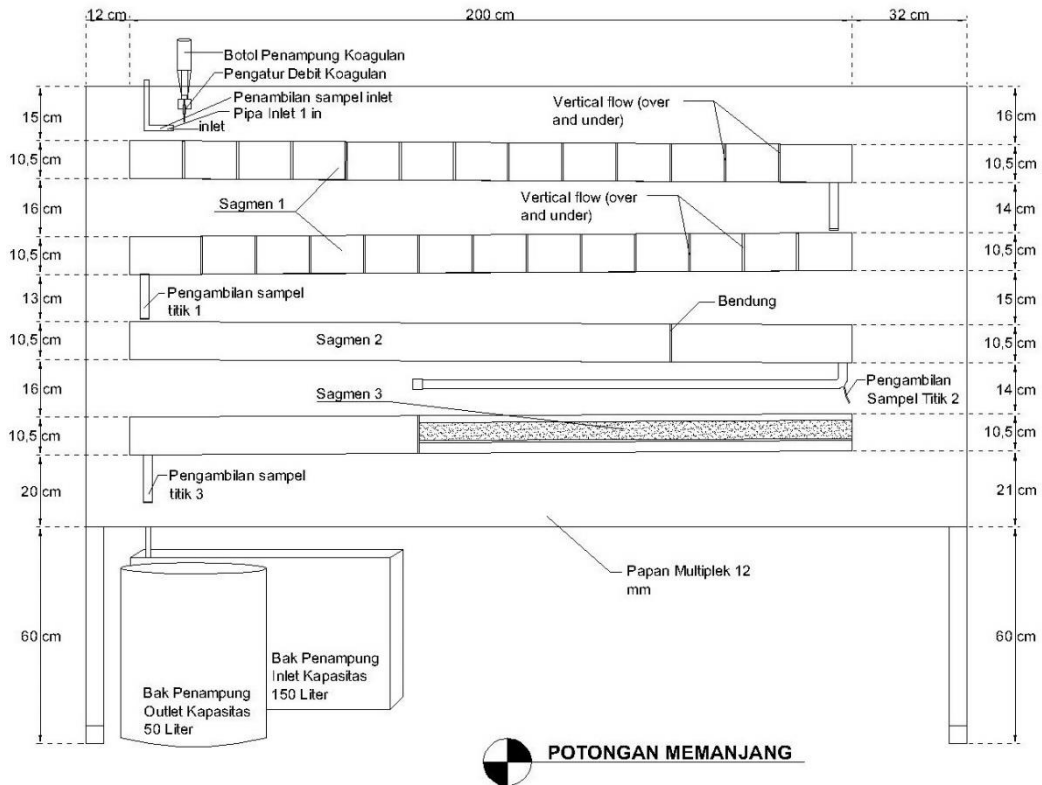 12 cm
200 cm
32 cm
Botol Penampung Koagulan
Pengatur Debit Koagulan
Penambilan sampel inlet
Pipa Inlet 1 in
inlet
Vertical flow (over
and under)
15 cm
16 cm
10,5 cm
10,5 cm
Sagmen 1
Vertical flow (over
and under)
16 cm
14 cm
10,5 cm
10,5 cm
Pengambilan sampel
titik 1
Bendung
13 cm
15 cm
Sagmen 2
10,5 cm
10,5 cm
16 cm
14 cm
Sagmen 3
Pengambilan
Sampel Titik 2
10,5 cm
10,5 cm
Pengambilan sampel
titik 3
20 cm
21 cm
Papan Multiplek 12
mm
60 cm
60 cm
Bak Penampung
Inlet Kapasitas
150 Liter
Bak Penampung
Outlet Kapasitas
50 Liter
POTONGAN MEMANJANG